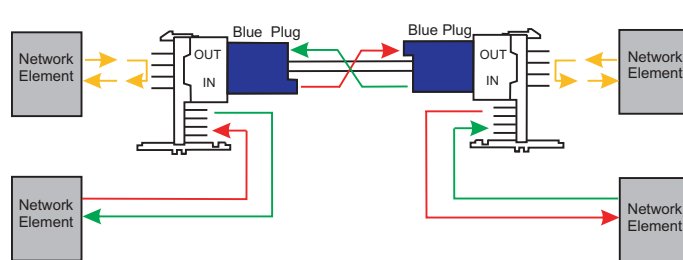 Blue Plug
Blue Plug
Network
Element
OUT
IN
OUT
IN
Network
Element
Network
Element
Network
Element